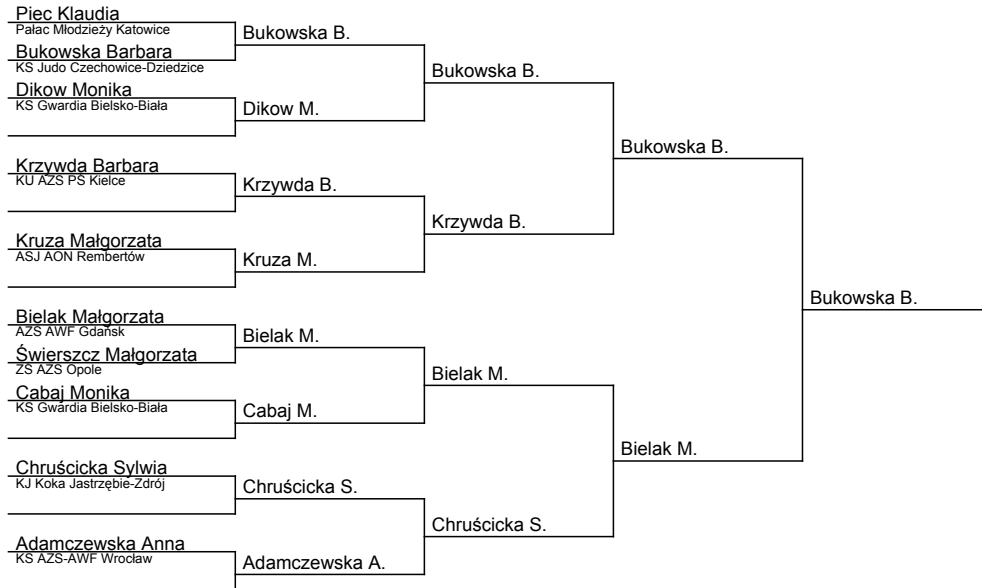 Piec Klaudia
Pałac Młodzieży Katowice
Bukowska B.
Bukowska Barbara
KS Judo Czechowice-Dziedzice
Bukowska B.
Dikow Monika
KS Gwardia Bielsko-Biała
Dikow M.
Bukowska B.
Krzywda Barbara
KU AZS PŚ Kielce
Krzywda B.
Krzywda B.
Kruza Małgorzata
ASJ AON Rembertów
Kruza M.
Bukowska B.
Bielak Małgorzata
AZS AWF Gdańsk
Bielak M.
Świerszcz Małgorzata
ZS AZS Opole
Bielak M.
Cabaj Monika
KS Gwardia Bielsko-Biała
Cabaj M.
Bielak M.
Chruścicka Sylwia
KJ Koka Jastrzębie-Zdrój
Chruścicka S.
Chruścicka S.
Adamczewska Anna
KS AZS-AWF Wrocław
Adamczewska A.